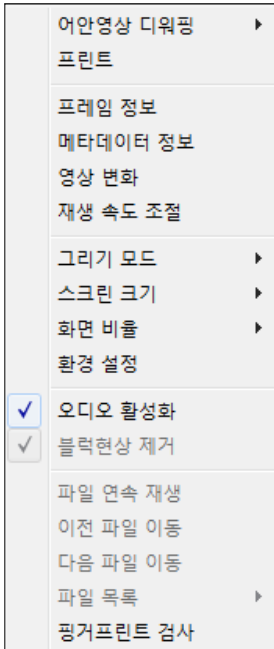 어안영상 디워핑
프린트
프레임 정보
메타데이터 정보
영상 변화
재생 속도 조절
그리기 모드
스크린 크기
화면 비율
환경 설정
오디오 활성화
블럭현상 제거
파일 연속 재생
이전 파일 이동
다음 파일 이동
파일 목록
핑거프린트 검사